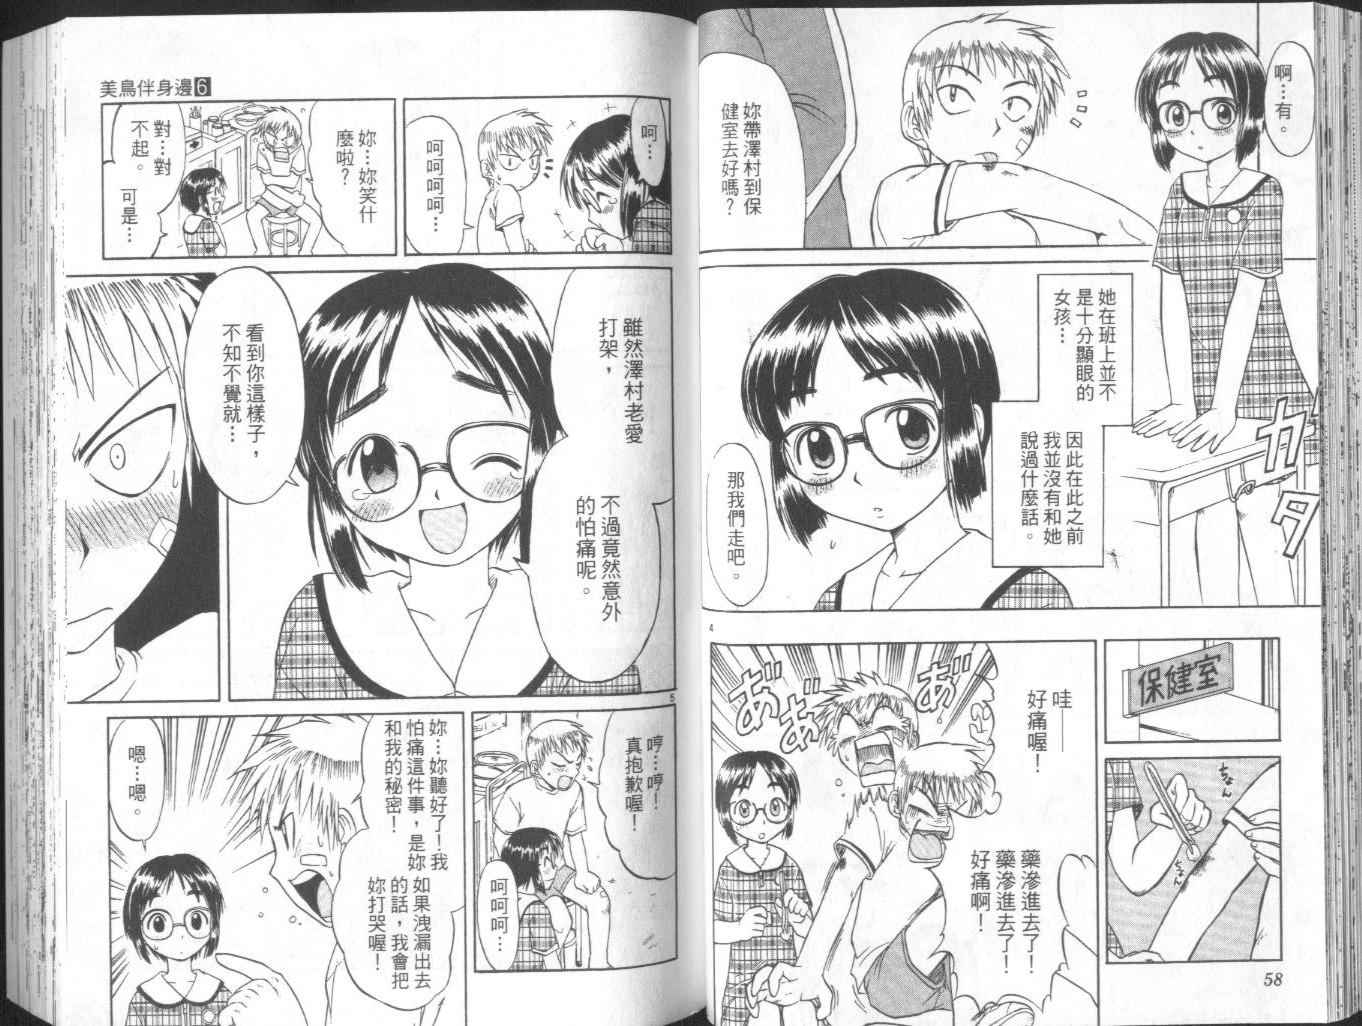 啊…有。
妳帶澤村到保
健室去好嗎？
她在班上並不
是十分顯眼的
女孩…
因此在此之前
我並沒有和她
說過什麼話。
ガタ
那我們走吧。
4
保健室
ちょん
ちょん
哇——
好痛喔！
あ゛
あ゛
あ゛
藥滲進去了！
藥滲進去了！
好痛啊！
58
美鳥伴身邊6
呵…
呵呵呵呵…
妳…妳笑什
麼啦？
對…對
不起。
可是…
雖然澤村老愛
打架，
不過竟然意外
的怕痛呢。
看到你這樣子，
不知不覺就…
5
哼…哼！
真抱歉喔！
呵呵呵…
妳…妳聽好了！我
怕痛這件事，是妳
和我的秘密！
如果洩漏出去
的話，我會把
妳打哭喔！
嗯…嗯。